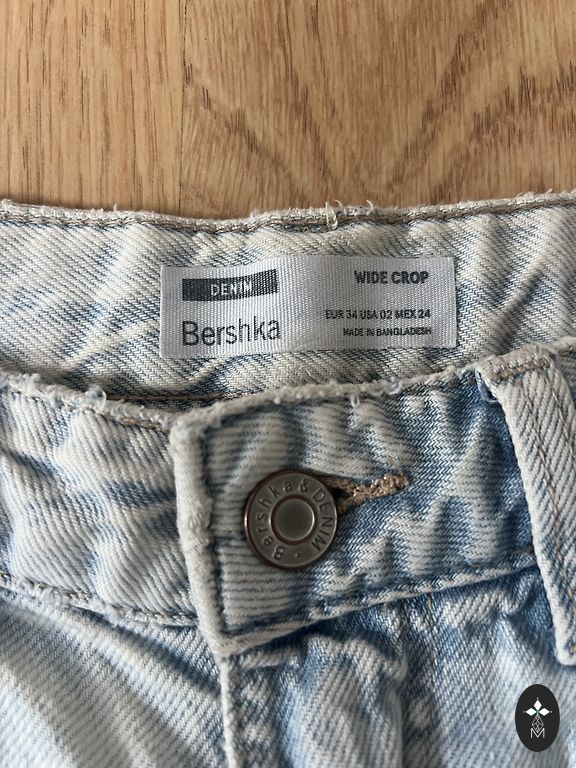 DENIM
Bershka
WIDE CROP
EUR 34 USA 02 MEX 24
MADE IN BANGLADESH
Bershka & DENIM •
M